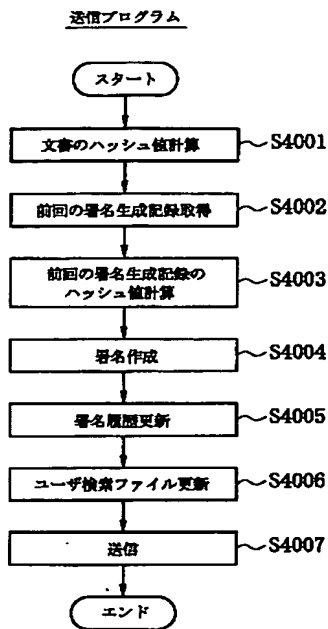 送信プログラム
スタート
文書のハッシュ値計算
S4001
前回の署名生成記録取得
S4002
前回の署名生成記録の
ハッシュ値計算
S4003
署名作成
S4004
署名履歴更新
S4005
ユーザ検索ファイル更新
S4006
送信
S4007
エンド